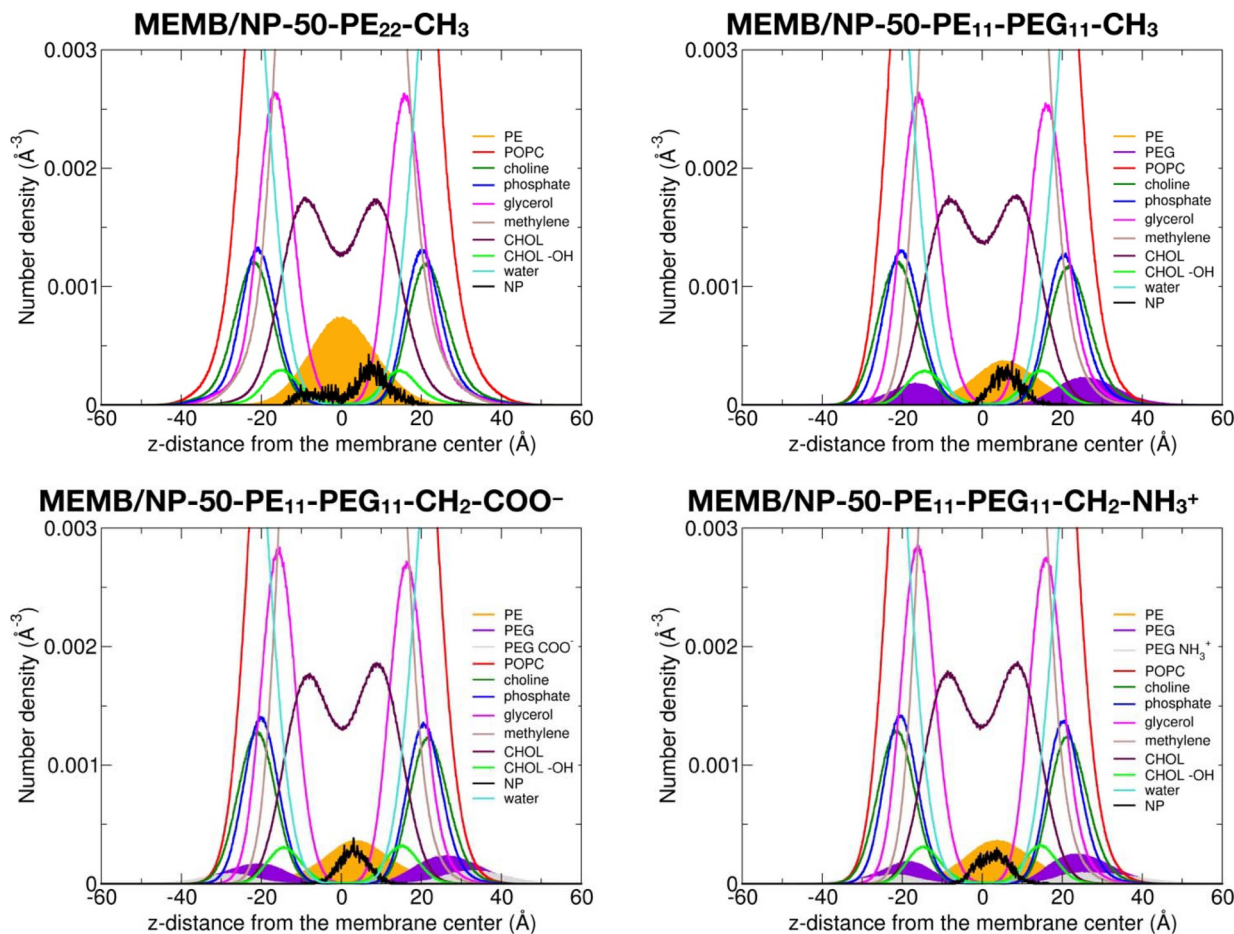 MEMB/NP-50-PE₂₂-CH₃
0.003
0.002
0.001
0
Number density (Å⁻³)
PE
POPC
choline
phosphate
glycerol
methylene
CHOL
CHOL -OH
water
NP
-60 -40 -20 0 20 40 60
z-distance from the membrane center (Å)
MEMB/NP-50-PE₁₁-PEG₁₁-CH₃
0.003
0.002
0.001
0
Number density (Å⁻³)
PE
PEG
POPC
choline
phosphate
glycerol
methylene
CHOL
CHOL -OH
water
NP
-60 -40 -20 0 20 40 60
z-distance from the membrane center (Å)
MEMB/NP-50-PE₁₁-PEG₁₁-CH₂-COO⁻
0.003
0.002
0.001
0
Number density (Å⁻³)
PE
PEG
PEG COO⁻
POPC
choline
phosphate
glycerol
methylene
CHOL
CHOL -OH
NP
water
-60 -40 -20 0 20 40 60
z-distance from the membrane center (Å)
MEMB/NP-50-PE₁₁-PEG₁₁-CH₂-NH₃⁺
0.003
0.002
0.001
0
Number density (Å⁻³)
PE
PEG
PEG NH₃⁺
POPC
choline
phosphate
glycerol
methylene
CHOL
CHOL -OH
water
NP
-60 -40 -20 0 20 40 60
z-distance from the membrane center (Å)